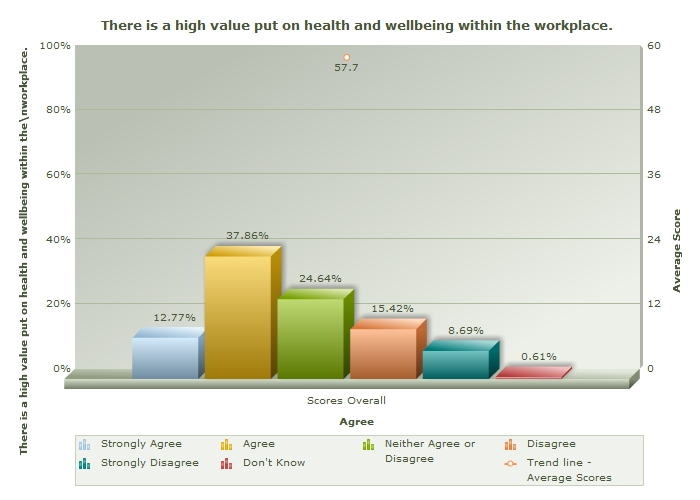 There is a high value put on health and wellbeing within the workplace.
100%
80%
60%
40%
20%
0%
60
48
36
24
12
0
There is a high value put on health and wellbeing within the\nworkplace.
Average Score
57.7
12.77%
37.86%
24.64%
15.42%
8.69%
0.61%
Scores Overall
Agree
Strongly Agree
Agree
Neither Agree or
Disagree
Disagree
Strongly Disagree
Don't Know
Trend line -
Average Scores